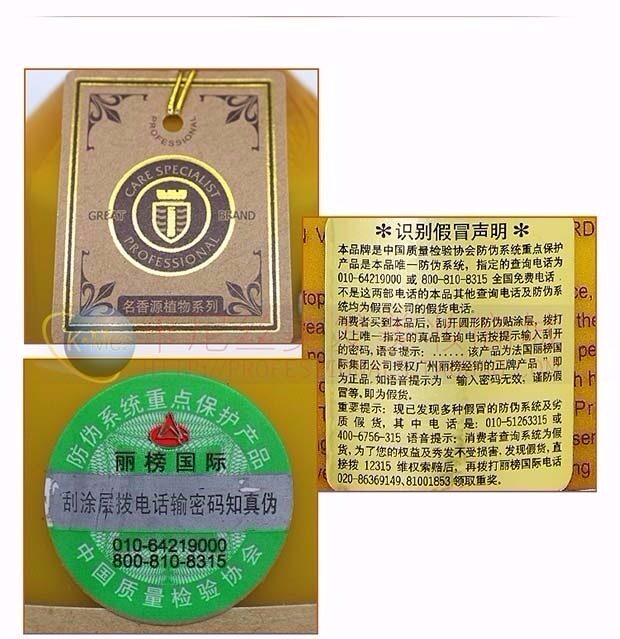 PROFESSIONAL
CARE SPECIALIST
GREAT BRAND
PROFESSIONAL
名香源植物系列
✻识别假冒声明✻
本品牌是中国质量检验协会防伪系统重点保护
产品是本品唯一防伪系统，指定的查询电话为
010-64219000 或 800-810-8315 全国免费电话.
不是这两部电话的本品其他查询电话及防伪系
统均为假冒公司的假货电话。
消费者买到本品后，刮开圆形防伪贴涂层，拨打
以上唯一指定的真品查询电话按提示输入刮开
的密码, 语音提示：…… 该产品为法国丽榜国
际集团公司授权广州丽榜经销的正牌产品”即
为正品. 如语音提示为“输入密码无效，谨防假
冒等, 即为假货.
重要提示：现已发现多种假冒的防伪系统及劣
质假货，其中电话是：010-51263315 或
400-6756-315 语音提示：消费者查询系统为假
货, 为了您的权益及秀发不受损害，发现假货, 直
接拨 12315 维权索赔后，再拨打丽榜国际电话
020-86369149, 81001853 领取重奖.
防伪系统重点保护产品
丽榜国际
刮涂层拨电话输密码知真伪
010-64219000
800-810-8315
中国质量检验协会